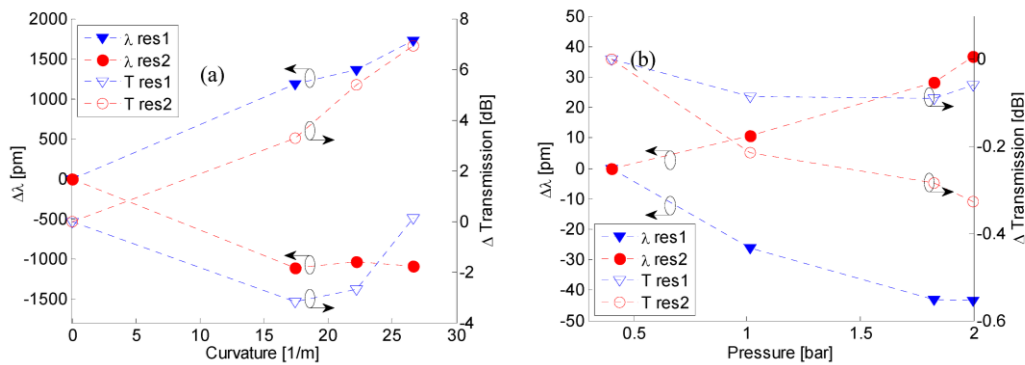 2000
1500
1000
500
0
-500
-1000
-1500
Δλ [pm]
λ res1
λ res2
T res1
T res2
(a)
8
6
4
2
0
-2
-4
Δ Transmission [dB]
0
5
10
15
20
25
30
Curvature [1/m]
50
40
30
20
10
0
-10
-20
-30
-40
-50
Δλ [pm]
(b)
λ res1
λ res2
T res1
T res2
0
-0.2
-0.4
-0.6
Δ Transmission [dB]
0.5
1
1.5
2
Pressure [bar]